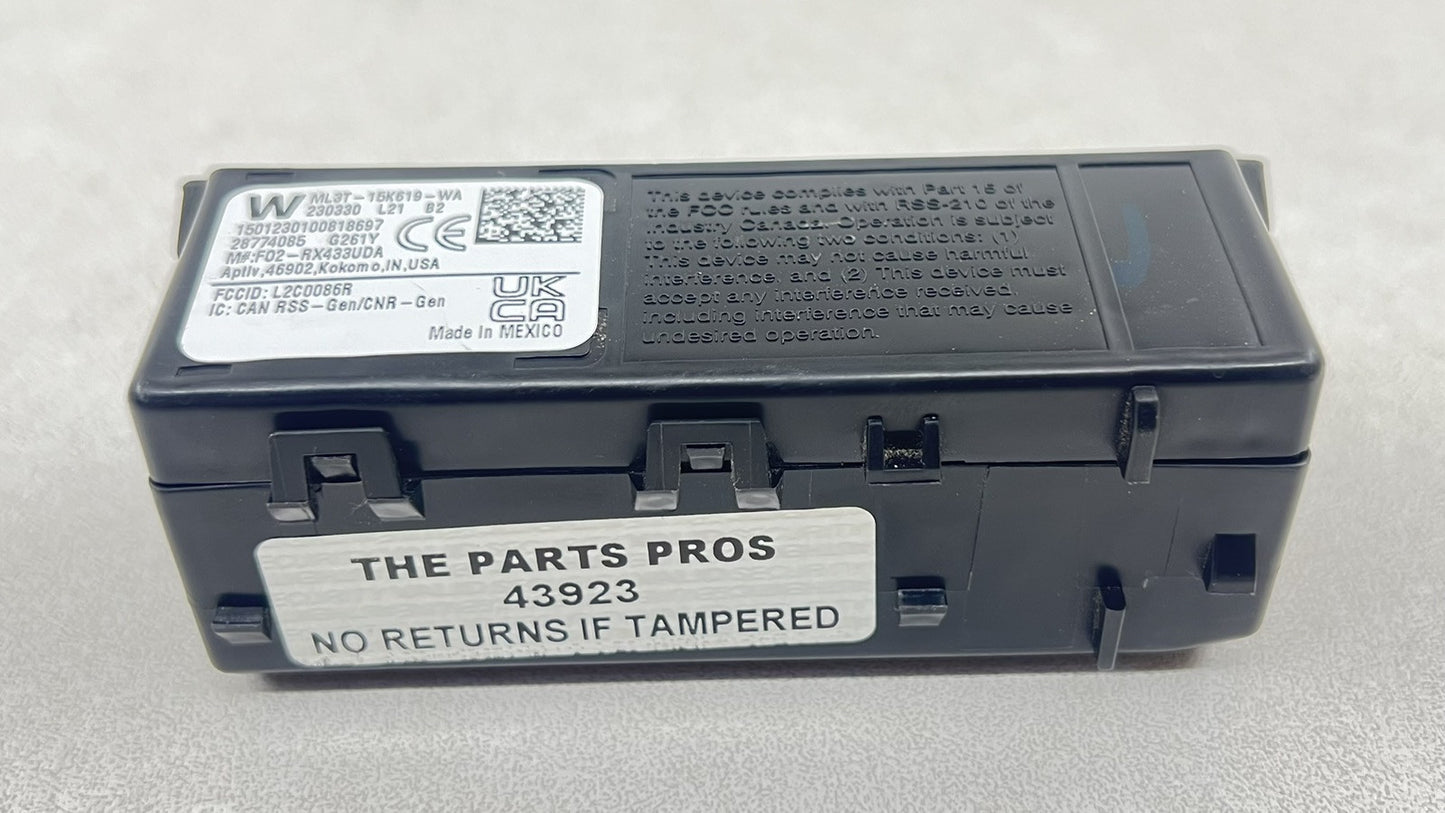 W ML3T-15K619-WA
230330 L21 82
150123010081 8697
28774085 G261Y CE
M#:F02-RX433UDA
Aptiv,46902,Kokomo,IN,USA
FCCID: L2C0086R
IC: CAN RSS-Gen/CNR-Gen
UK
CA
Made In MEXICO
This device complies with Part 15 of
the FCC rules and with RSS-210 of the
Industry Canada. Operation is subject
to the following two conditions: (1)
This device may not cause harmful
interference, and (2) This device must
accept any interference received,
including interference that may cause
undesired operation.
THE PARTS PROS
43923
NO RETURNS IF TAMPERED